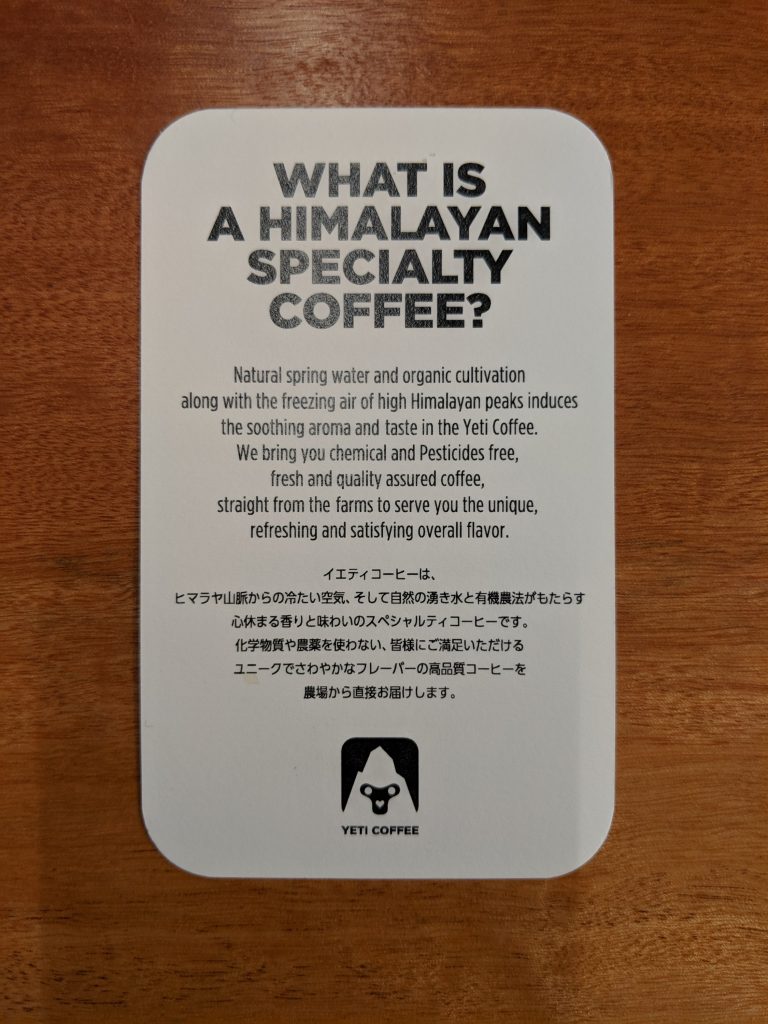 WHAT IS
A HIMALAYAN
SPECIALTY
COFFEE?
Natural spring water and organic cultivation
along with the freezing air of high Himalayan peaks induces
the soothing aroma and taste in the Yeti Coffee.
We bring you chemical and Pesticides free,
fresh and quality assured coffee,
straight from the farms to serve you the unique,
refreshing and satisfying overall flavor.
イエティコーヒーは、
ヒマラヤ山脈からの冷たい空気、そして自然の湧き水と有機農法がもたらす
心休まる香りと味わいのスペシャルティコーヒーです。
化学物質や農薬を使わない、皆様にご満足いただける
ユニークでさわやかなフレーバーの高品質コーヒーを
農場から直接お届けします。
YETI COFFEE